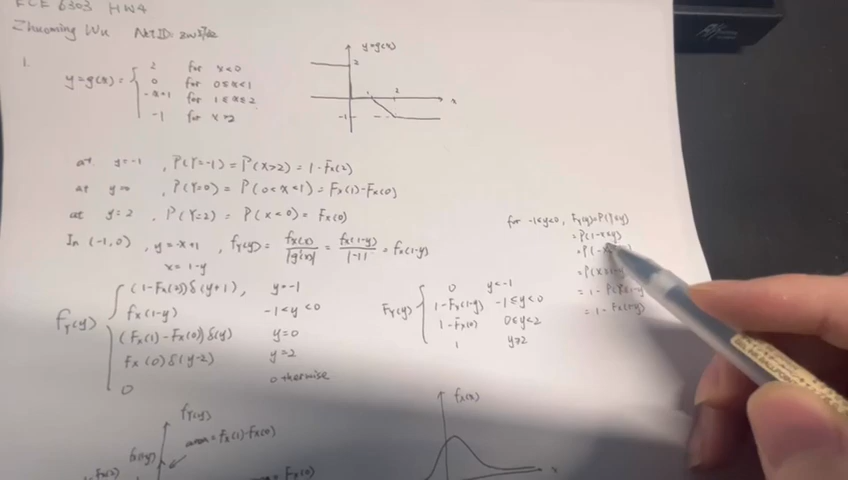 ECE 6303 HW4
Zhuoming Wu NetID:
1.
y=g(x)= { 2 for x<0
0 for 0≤x<1
-x+1 for 1≤x≤2
-1 for x>2
y=g(x)
2
1 2 x
-1
at y=-1 , P(Y=-1) = P(x>2) = 1-Fx(2)
at y=0 , P(Y=0) = P(0<x<1) = Fx(1)-Fx(0)
at y=2 , P(Y=2) = P(x<0) = Fx(0)
In (-1,0) , y=-x+1 , fY(y) = fx(x)/|g'(x)| = fx(1-y)/|-1| = fx(1-y)
x=1-y
for -1≤y<0, FY(y)=P(Y≤y)
=P(1-x≤y)
=P(-x
=P(x≥1-y)
= 1 -
= 1 - Fx(1-y)
fY(y) { (1-Fx(2))δ(y+1), y=-1
fx(1-y) -1<y<0
(Fx(1)-Fx(0))δ(y) y=0
Fx(0)δ(y-2) y=2
0 otherwise
FY(y) { 0 y<-1
1-Fx(1-y) -1≤y<0
1-Fx(0) 0≤y<2
1 y≥2
fY(y)
area = Fx(1)-Fx(0)
fx(x)
x